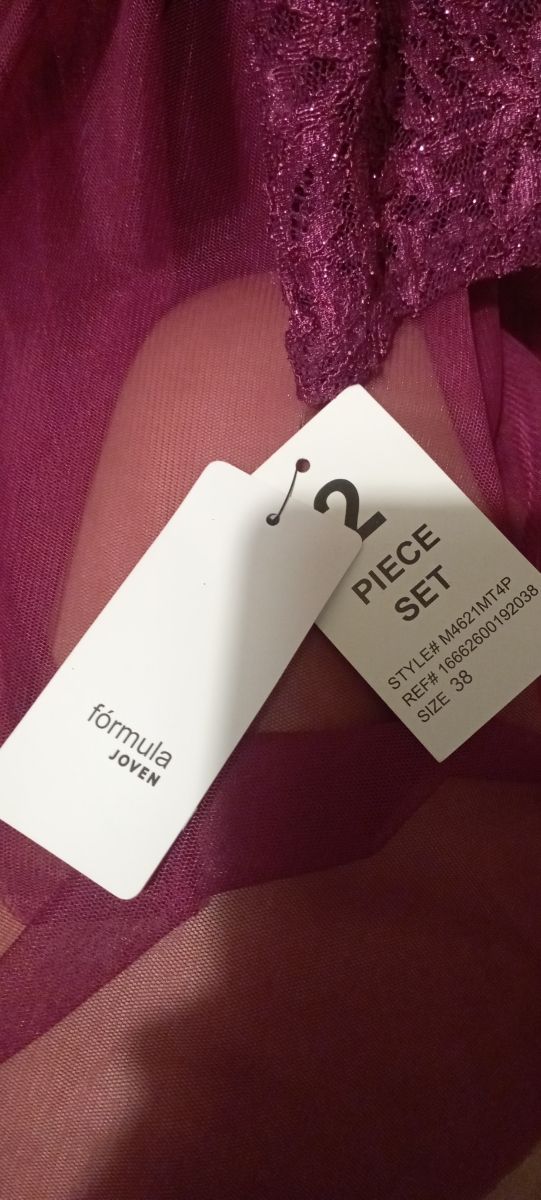 2
PIECE
SET
STYLE# M4621MT4P
REF# 16662600192038
SIZE 38
fórmula
JOVEN